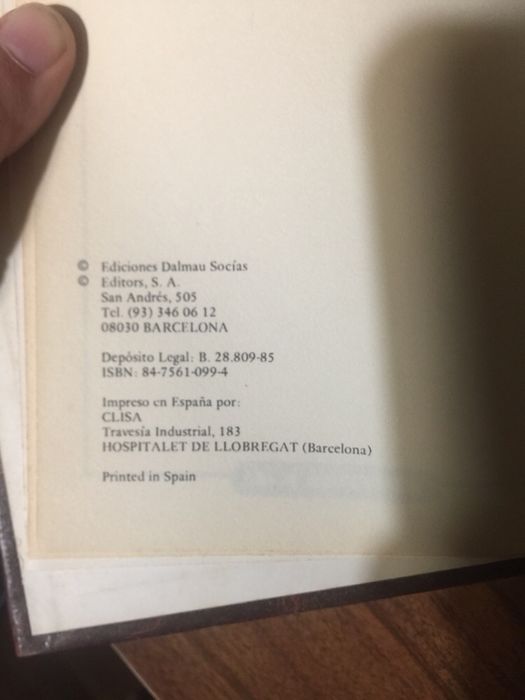 © Ediciones Dalmau Socías
© Editors, S. A.
San Andrés, 505
Tel. (93) 346 06 12
08030 BARCELONA
Depósito Legal: B. 28.809-85
ISBN: 84-7561-099-4
Impreso en España por:
CLISA
Travesía Industrial, 183
HOSPITALET DE LLOBREGAT (Barcelona)
Printed in Spain